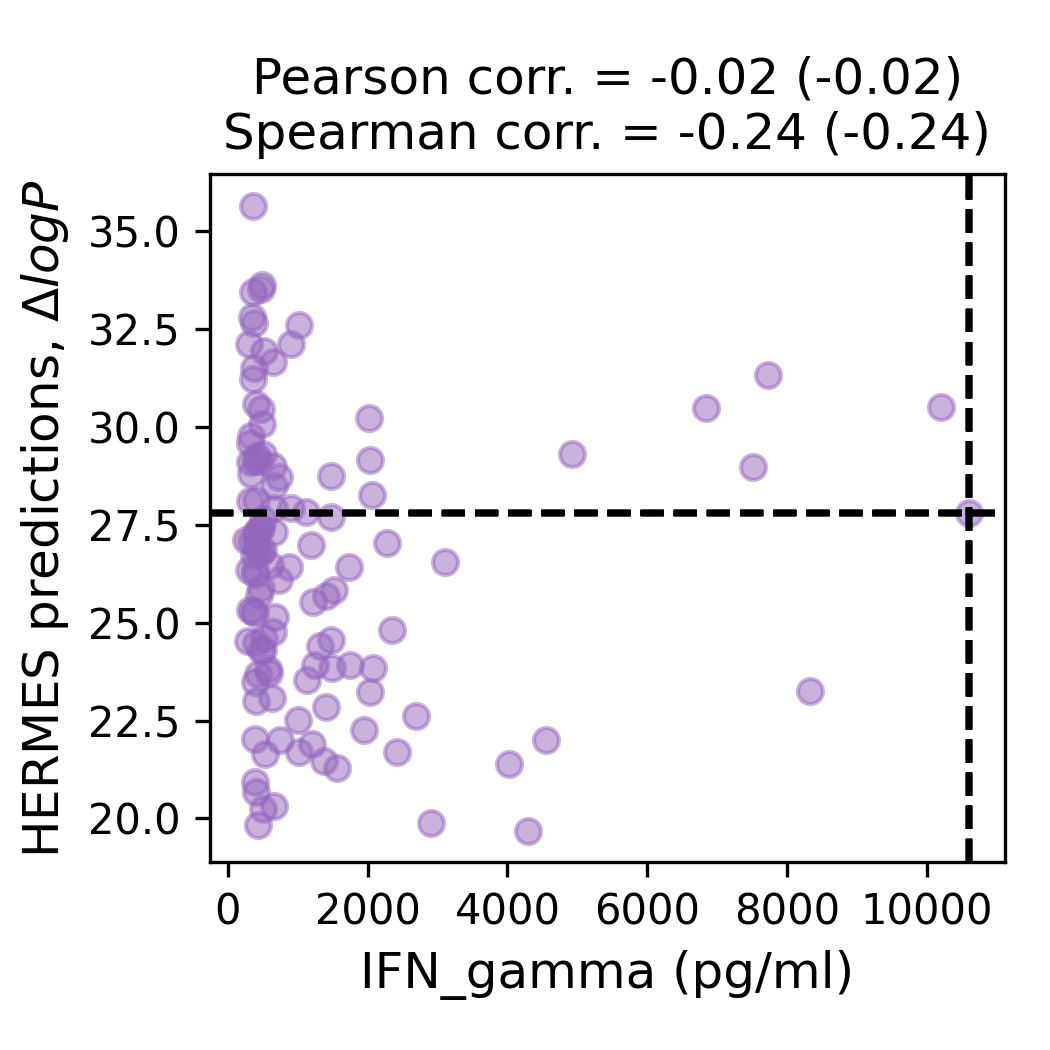 Pearson corr. = -0.02 (-0.02)
Spearman corr. = -0.24 (-0.24)
HERMES predictions, ΔlogP
35.0
32.5
30.0
27.5
25.0
22.5
20.0
0 2000 4000 6000 8000 10000
IFN_gamma (pg/ml)